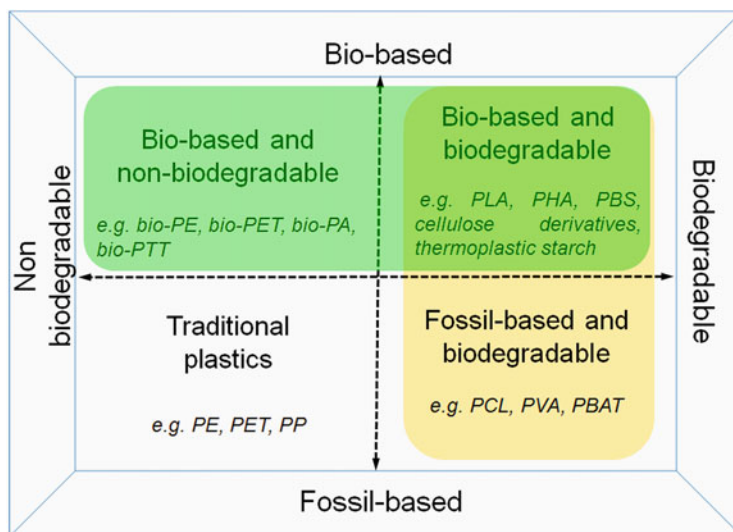 Bio-based
Bio-based and
non-biodegradable
e.g. bio-PE, bio-PET, bio-PA,
bio-PTT
Bio-based and
biodegradable
e.g. PLA, PHA, PBS,
cellulose derivatives,
thermoplastic starch
Non
biodegradable
Biodegradable
Traditional
plastics
e.g. PE, PET, PP
Fossil-based and
biodegradable
e.g. PCL, PVA, PBAT
Fossil-based